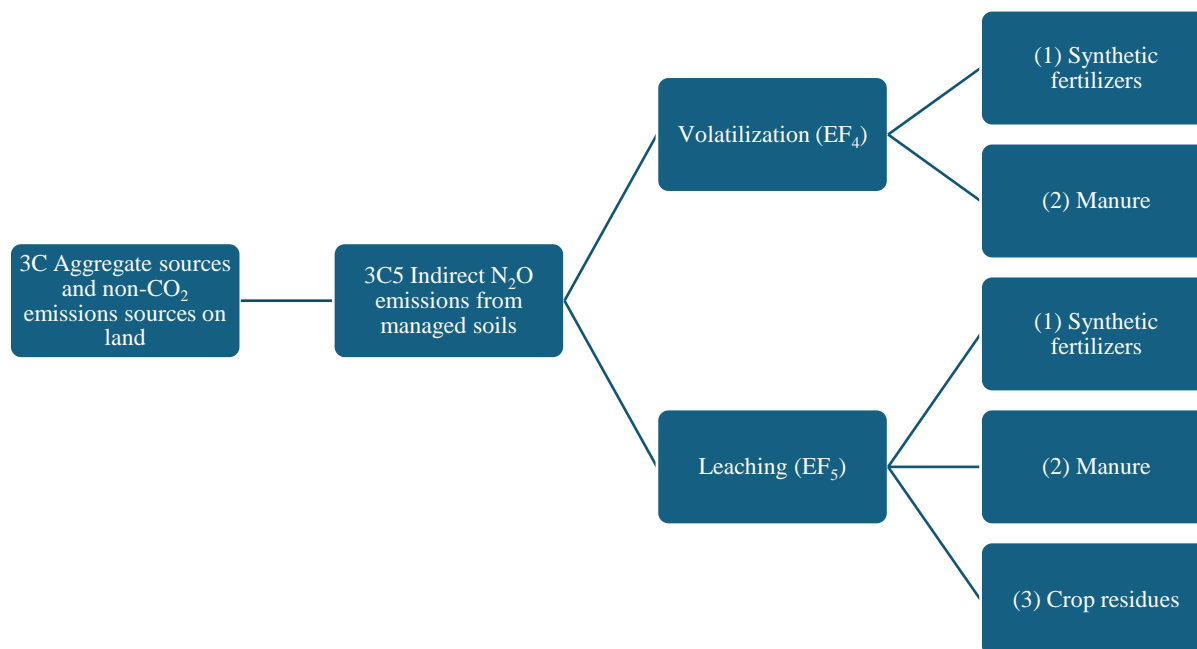 3C Aggregate sources
and non-CO₂
emissions sources on
land
3C5 Indirect N₂O
emissions from
managed soils
Volatilization (EF₄)
(1) Synthetic
fertilizers
(2) Manure
Leaching (EF₅)
(1) Synthetic
fertilizers
(2) Manure
(3) Crop residues